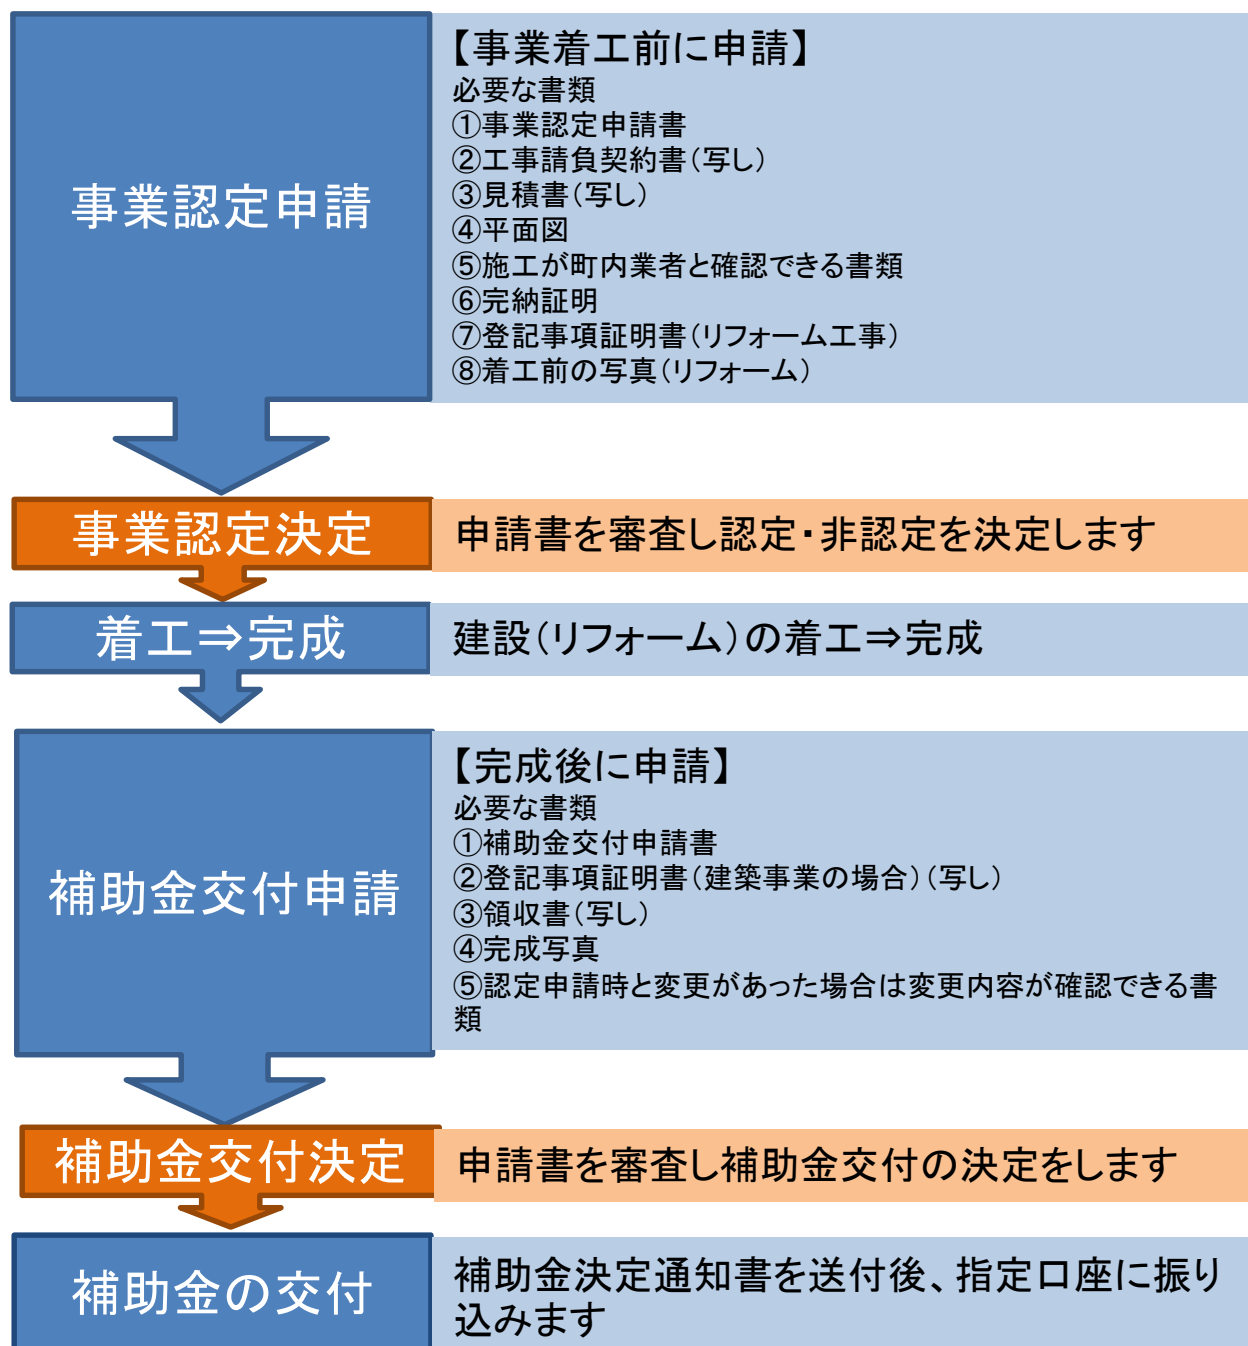 事業認定申請
【事業着工前に申請】
必要な書類
①事業認定申請書
②工事請負契約書（写し）
③見積書（写し）
④平面図
⑤施工が町内業者と確認できる書類
⑥完納証明
⑦登記事項証明書（リフォーム工事）
⑧着工前の写真（リフォーム）
事業認定決定
申請書を審査し認定・非認定を決定します
着工⇒完成
建設（リフォーム）の着工⇒完成
補助金交付申請
【完成後に申請】
必要な書類
①補助金交付申請書
②登記事項証明書（建築事業の場合）（写し）
③領収書（写し）
④完成写真
⑤認定申請時と変更があった場合は変更内容が確認できる書
類
補助金交付決定
申請書を審査し補助金交付の決定をします
補助金の交付
補助金決定通知書を送付後、指定口座に振り
込みます